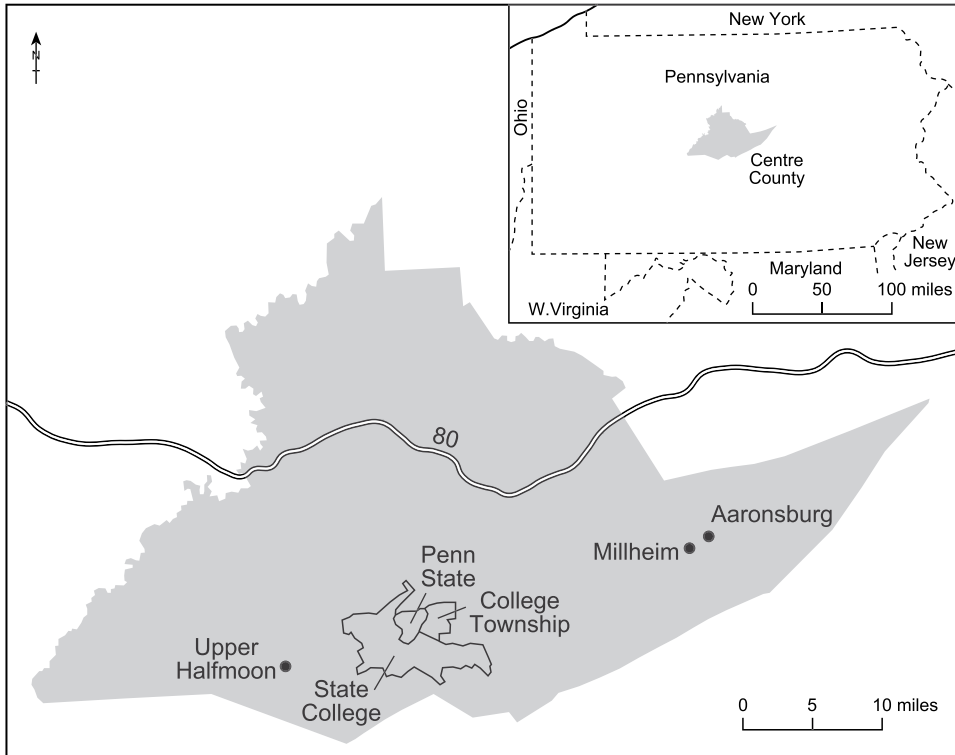 N
New York
Pennsylvania
Ohio
Centre
County
New
Jersey
Maryland
0 50 100 miles
W.Virginia
80
Aaronsburg
Millheim
Penn
State
College
Township
Upper
Halfmoon
State
College
0 5 10 miles